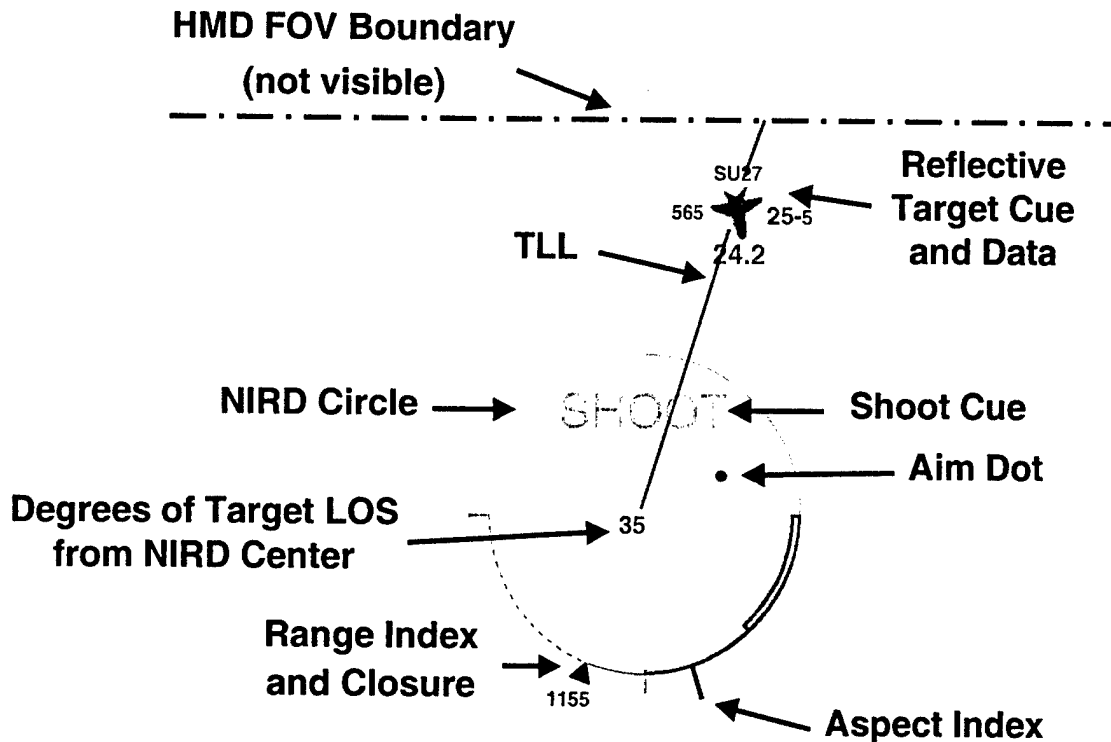 HMD FOV Boundary
(not visible)
SU27
565
25-5
24.2
Reflective
Target Cue
and Data
TLL
NIRD Circle
SHOOT
Shoot Cue
Aim Dot
Degrees of Target LOS
from NIRD Center
35
Range Index
and Closure
1155
Aspect Index